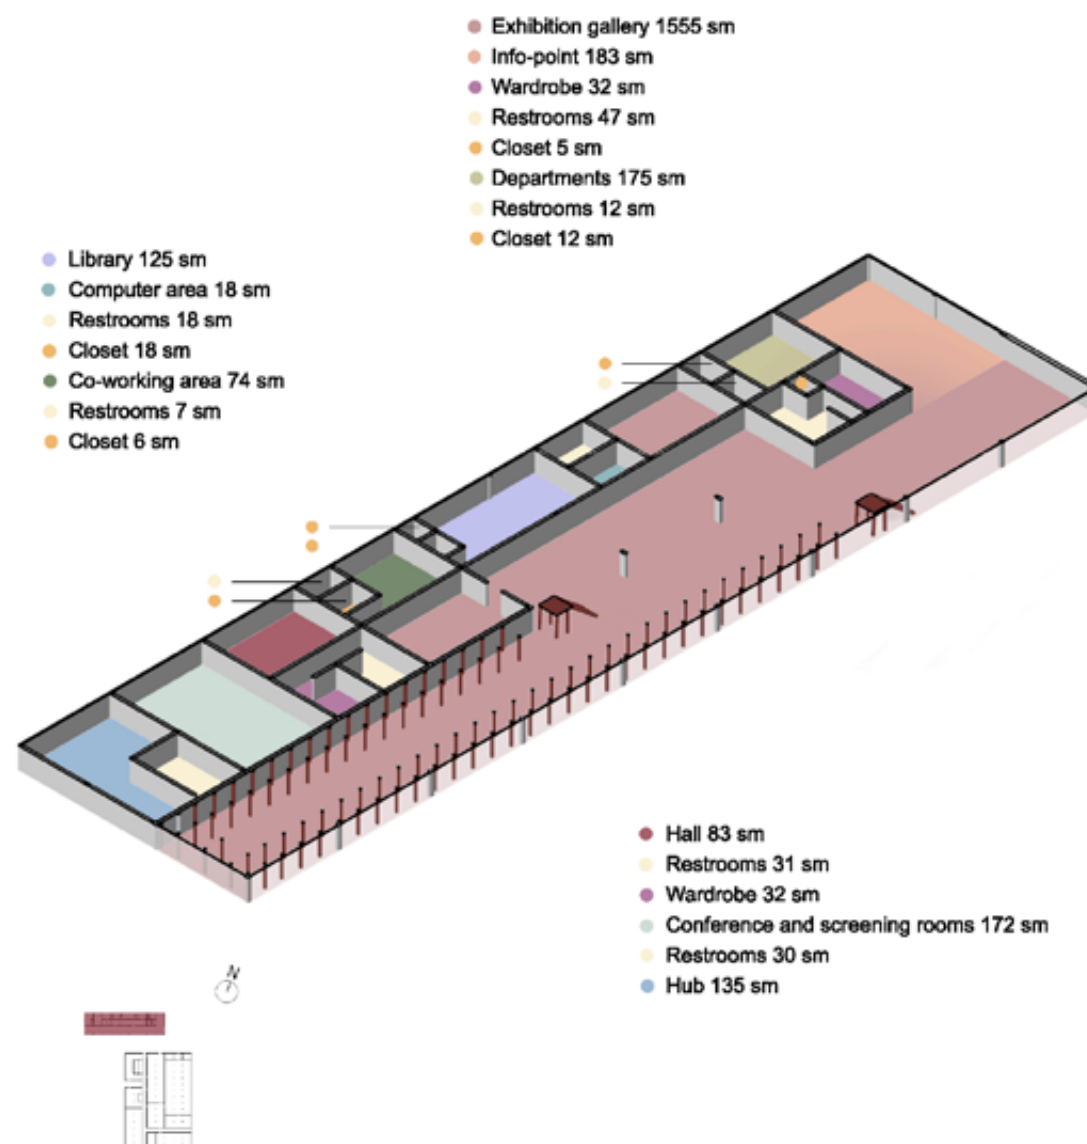 Exhibition gallery 1555 sm
Info-point 183 sm
Wardrobe 32 sm
Restrooms 47 sm
Closet 5 sm
Departments 175 sm
Restrooms 12 sm
Closet 12 sm
Library 125 sm
Computer area 18 sm
Restrooms 18 sm
Closet 18 sm
Co-working area 74 sm
Restrooms 7 sm
Closet 6 sm
Hall 83 sm
Restrooms 31 sm
Wardrobe 32 sm
Conference and screening rooms 172 sm
Restrooms 30 sm
Hub 135 sm
N